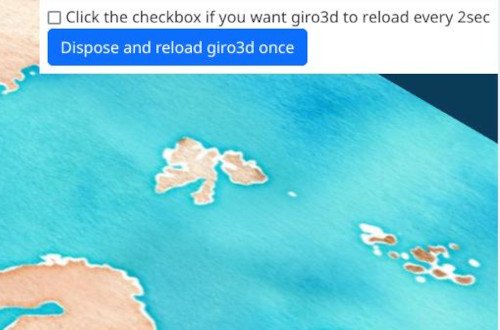 Click the checkbox if you want giro3d to reload every 2sec
Dispose and reload giro3d once